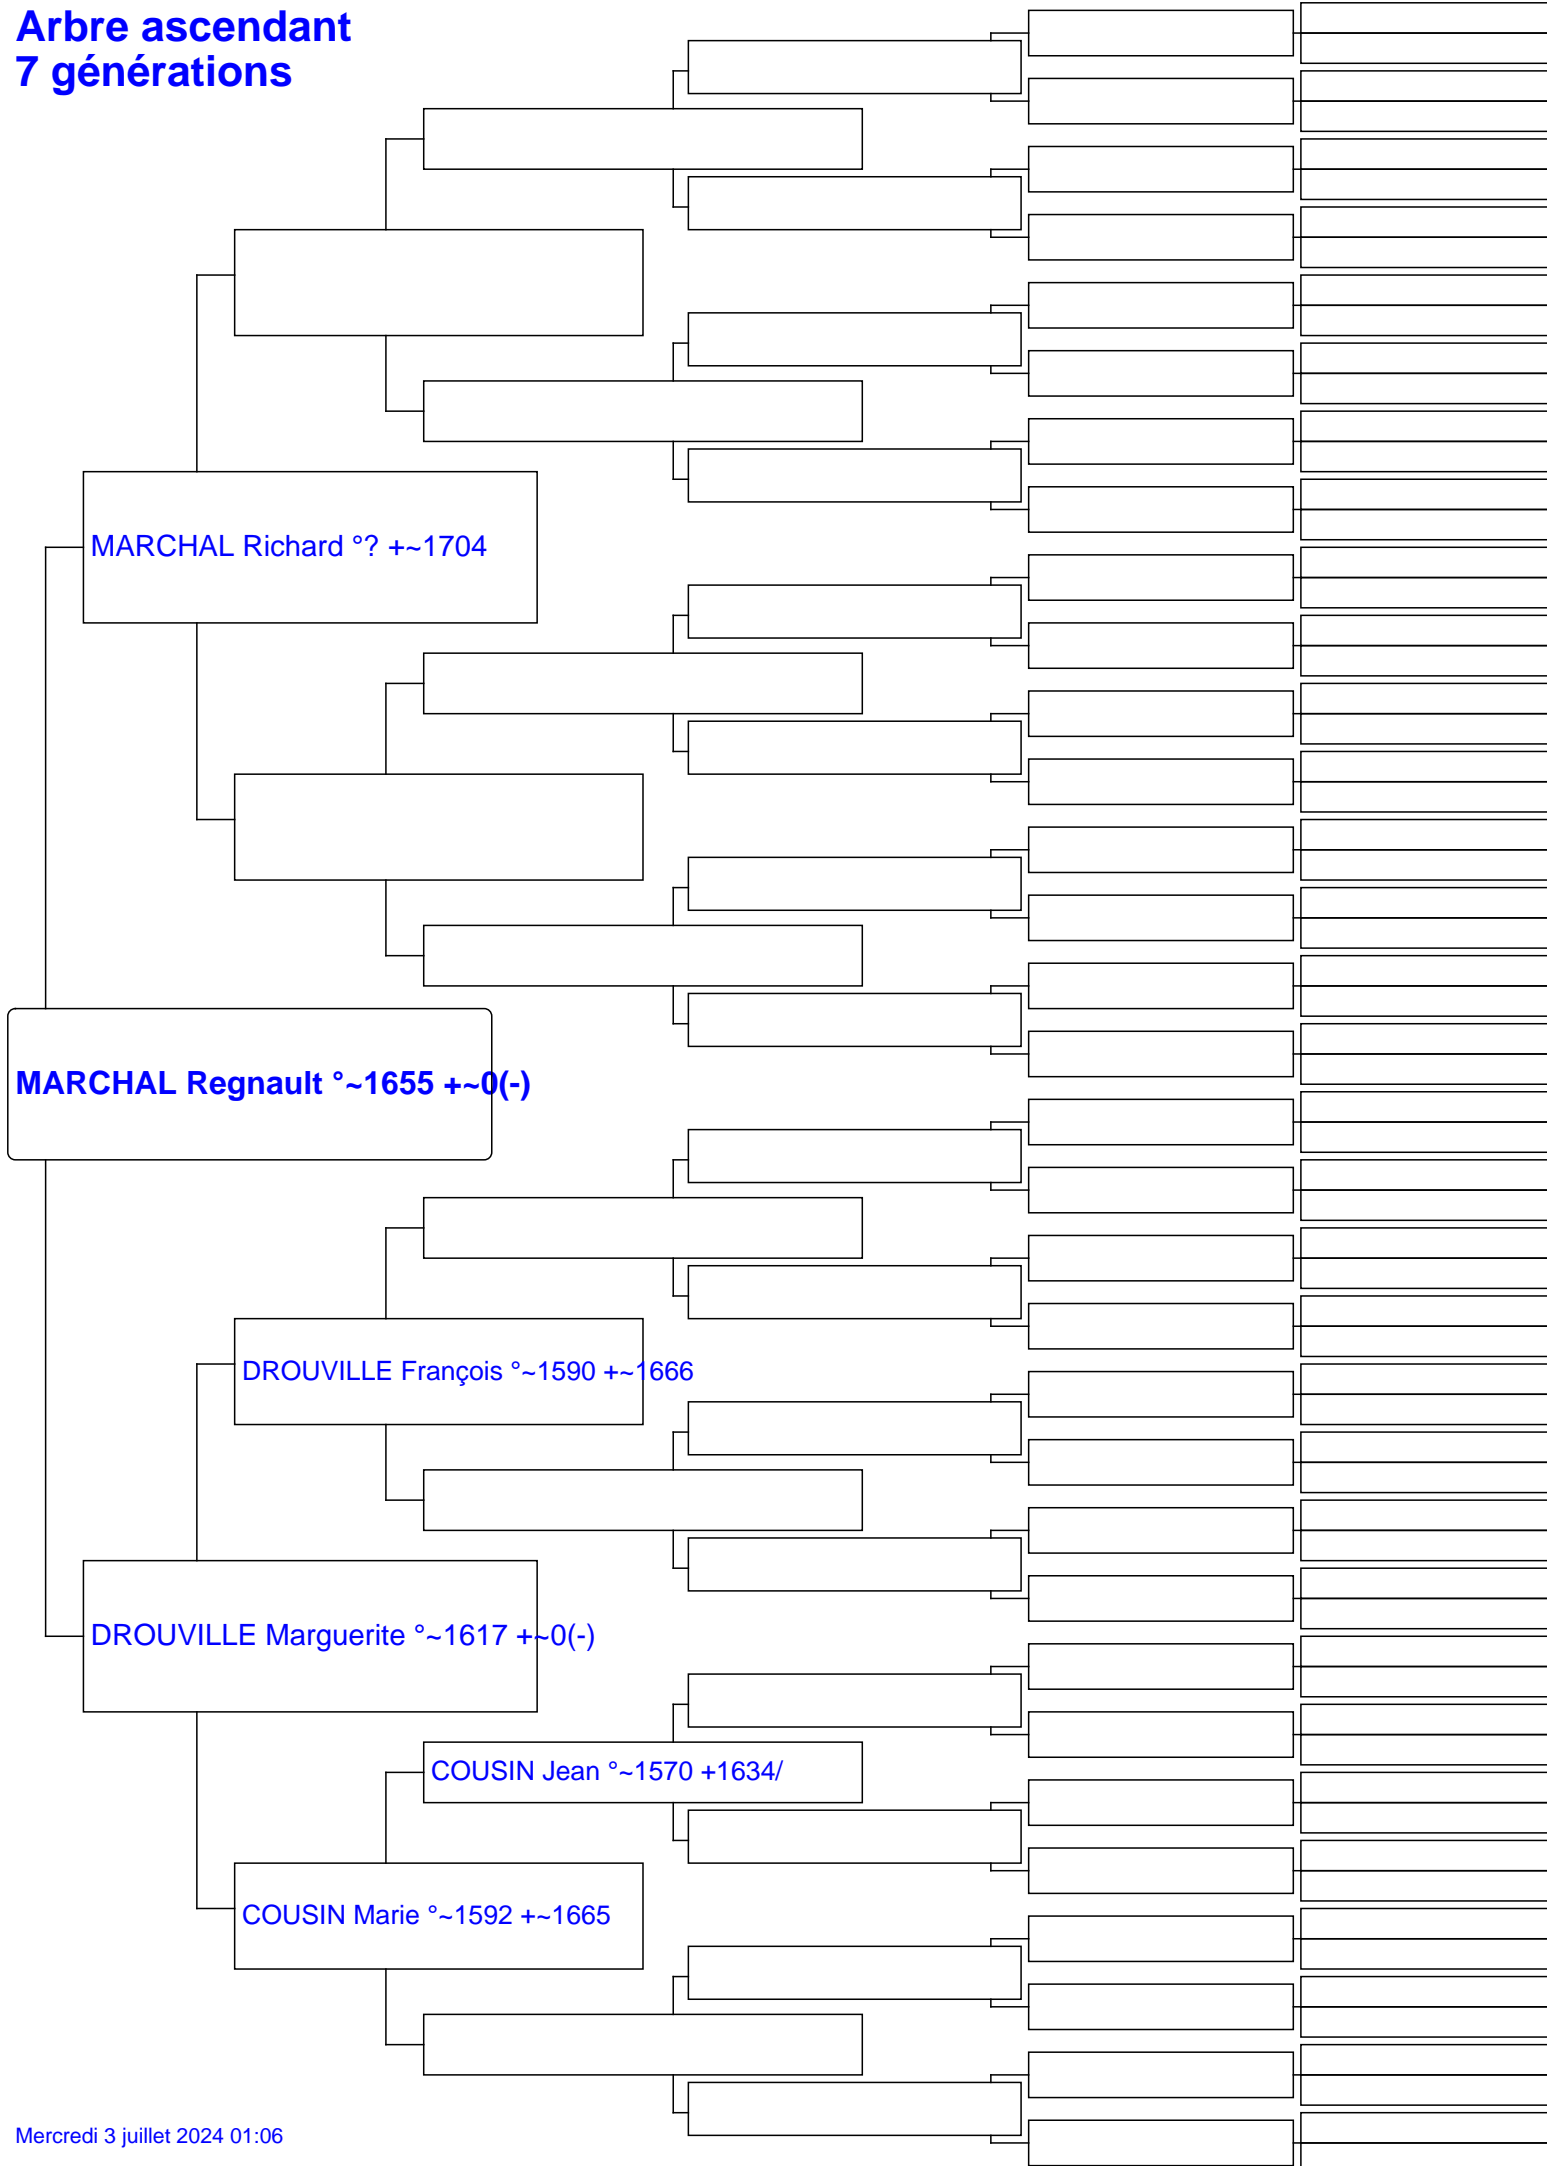 Arbre ascendant
7 générations
MARCHAL Richard °? +~1704
MARCHAL Regnault °~1655 +~0(-)
DROUVILLE François °~1590 +~1666
DROUVILLE Marguerite °~1617 +~0(-)
COUSIN Jean °~1570 +1634/
COUSIN Marie °~1592 +~1665
Mercredi 3 juillet 2024 01:06